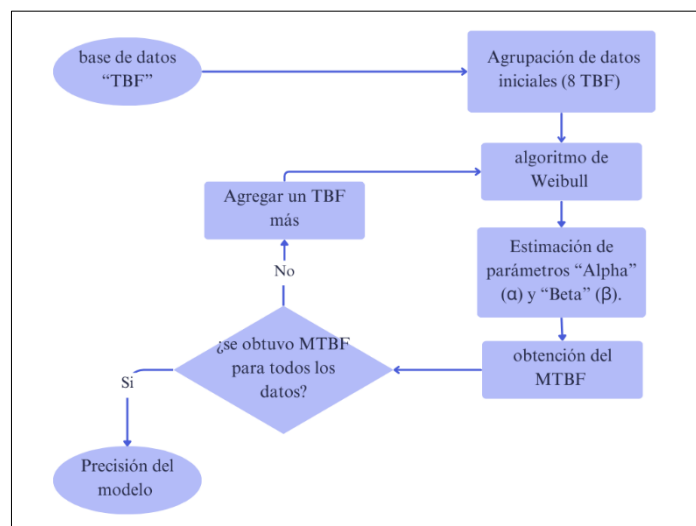 base de datos
“TBF”
Agrupación de datos
iniciales (8 TBF)
algoritmo de
Weibull
Agregar un TBF
más
Estimación de
parámetros “Alpha”
(α) y “Beta” (β).
No
¿se obtuvo MTBF
para todos los
datos?
obtención del
MTBF
Si
Precisión del
modelo